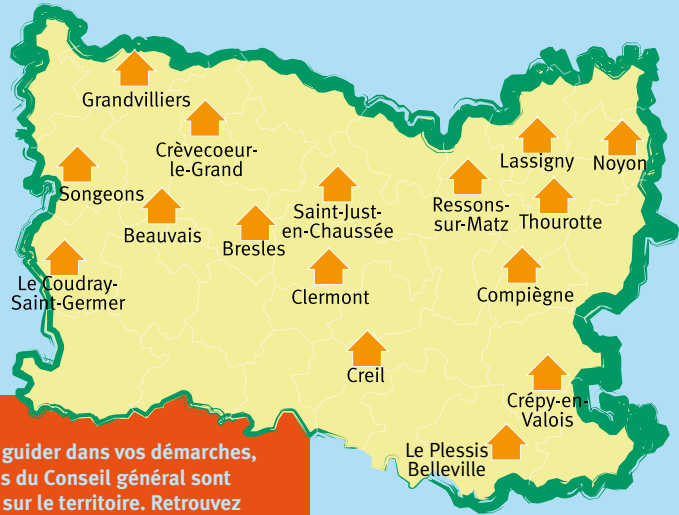 Grandvilliers
Crèvecoeur-
le-Grand
Lassigny
Noyon
Songeons
Beauvais
Bresles
Saint-Just-
en-Chaussée
Ressons-
sur-Matz
Thourotte
Le Coudray-
Saint-Germer
Clermont
Compiègne
Creil
Crépy-en-
Valois
Le Plessis
Belleville
guider dans vos démarches,
s du Conseil général sont
sur le territoire. Retrouvez